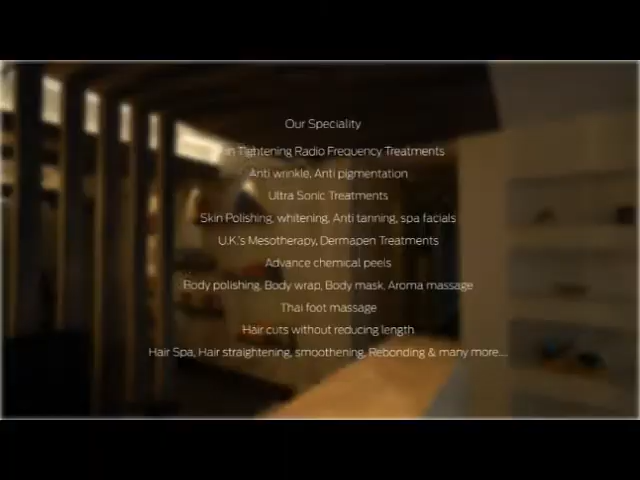 Our Speciality
Tightening Radio Frequency Treatments
Anti wrinkle, Anti pigmentation
Ultra Sonic Treatments
Skin Polishing, whitening, Anti tanning, spa facials
U.K.'s Mesotherapy, Dermapen Treatments
Advance chemical peels
Body polishing, Body wrap, Body mask, Aroma massage
Thai foot massage
Hair cuts without reducing length
Hair Spa, Hair straightening, smoothening, Rebonding & many more...